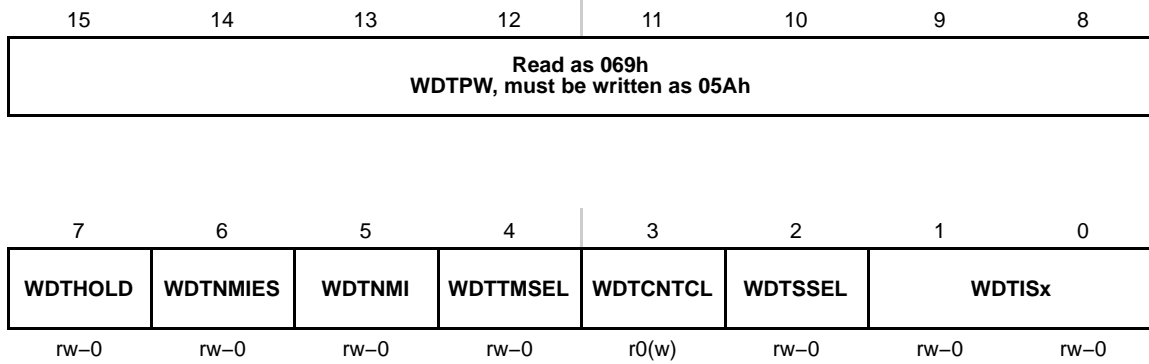 15 14 13 12 11 10 9 8
Read as 069h
WDTPW, must be written as 05Ah
7 6 5 4 3 2 1 0
WDTHOLD WDTNMIES WDTNMI WDTTMSEL WDTCNTCL WDTSSEL WDTISx
rw−0 rw−0 rw−0 rw−0 r0(w) rw−0 rw−0 rw−0